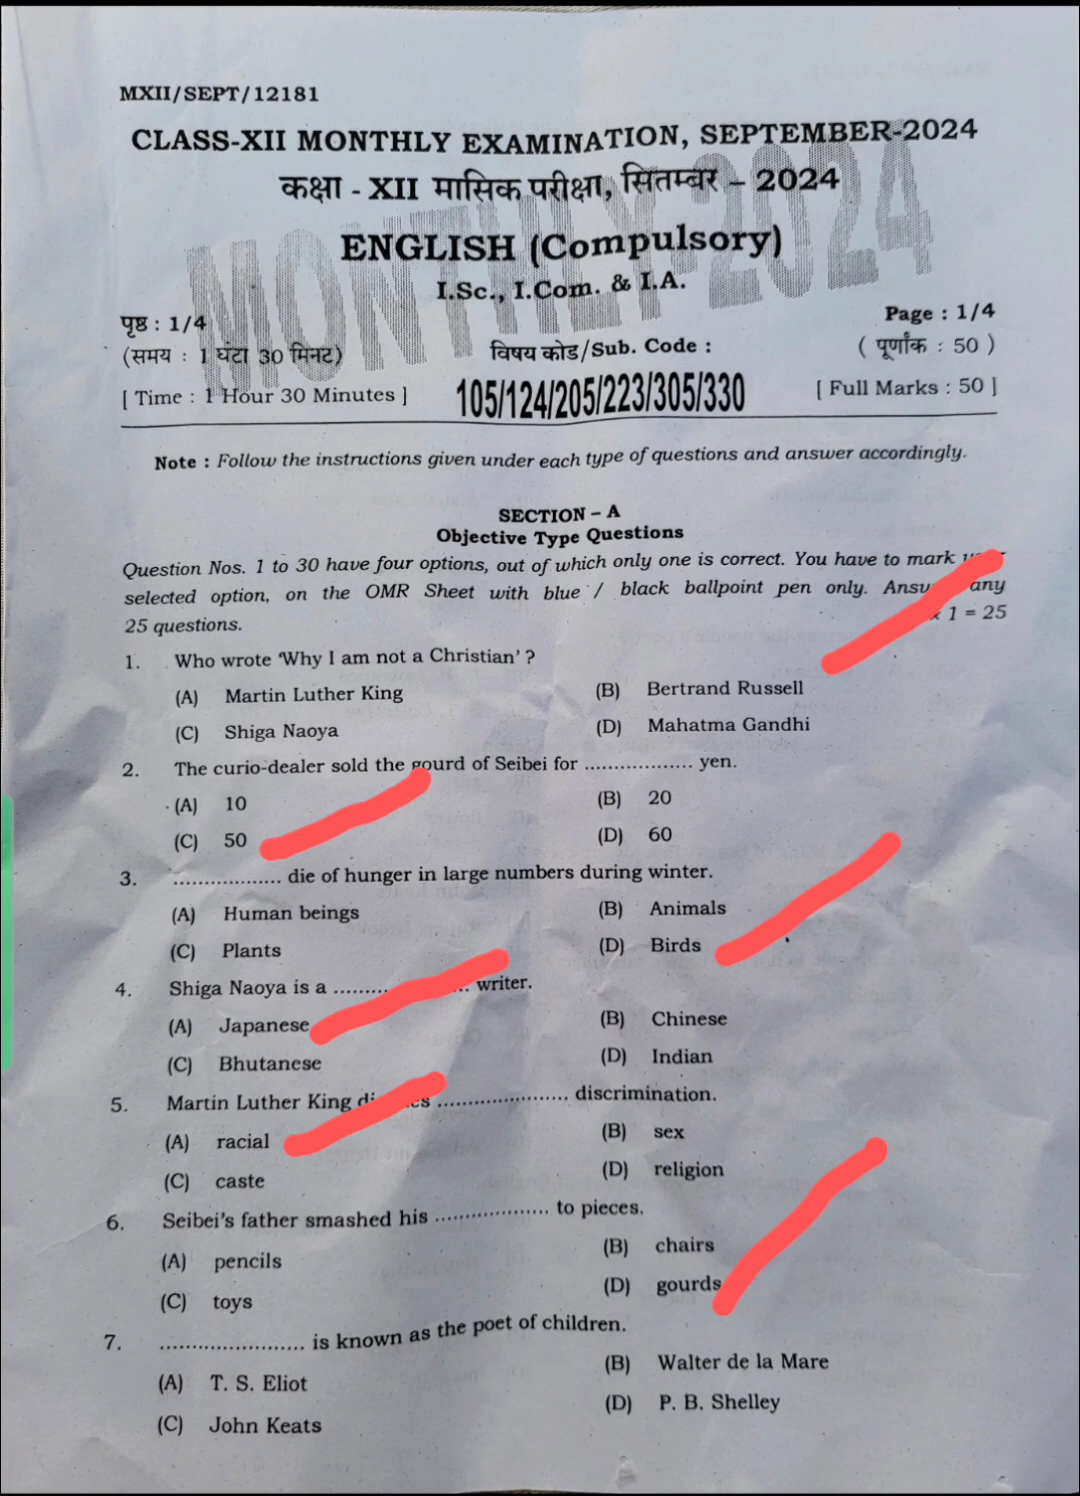 MXII/SEPT/12181
CLASS-XII MONTHLY EXAMINATION, SEPTEMBER-2024
कक्षा - XII मासिक परीक्षा, सितम्बर – 2024
MONTHLY-2024
ENGLISH (Compulsory)
I.Sc., I.Com. & I.A.
पृष्ठ : 1/4
Page : 1/4
(समय : 1 घंटा 30 मिनट)
विषय कोड/Sub. Code :
( पूर्णांक : 50 )
[ Time : 1 Hour 30 Minutes ]
105/124/205/223/305/330
[ Full Marks : 50 ]
Note : Follow the instructions given under each type of questions and answer accordingly.
SECTION – A
Objective Type Questions
Question Nos. 1 to 30 have four options, out of which only one is correct. You have to mark
selected option, on the OMR Sheet with blue / black ballpoint pen only. any
25 questions. x 1 = 25
1. Who wrote ‘Why I am not a Christian’ ?
(A) Martin Luther King (B) Bertrand Russell
(C) Shiga Naoya (D) Mahatma Gandhi
2. The curio-dealer sold the gourd of Seibei for .................. yen.
(A) 10 (B) 20
(C) 50 (D) 60
3. .................. die of hunger in large numbers during winter.
(A) Human beings (B) Animals
(C) Plants (D) Birds
4. Shiga Naoya is a ......... .. writer.
(A) Japanese (B) Chinese
(C) Bhutanese (D) Indian
5. Martin Luther King ...................... discrimination.
(A) racial (B) sex
(C) caste (D) religion
6. Seibei’s father smashed his ................... to pieces.
(A) pencils (B) chairs
(C) toys (D) gourds
7. ........................ is known as the poet of children.
(A) T. S. Eliot (B) Walter de la Mare
(C) John Keats (D) P. B. Shelley